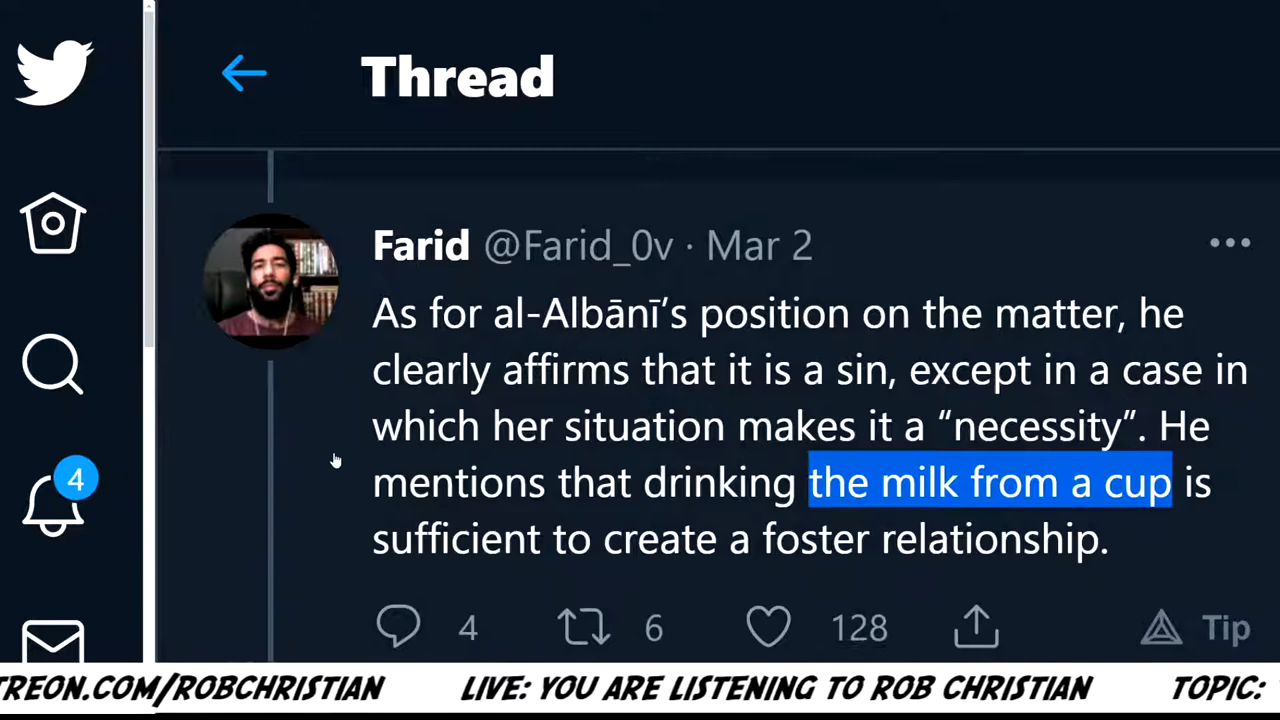 Thread
Farid @Farid_0v · Mar 2
As for al-Albānī’s position on the matter, he
clearly affirms that it is a sin, except in a case in
which her situation makes it a “necessity”. He
4
mentions that drinking the milk from a cup is
sufficient to create a foster relationship.
4 6 128 Tip
TREON.COM/ROBCHRISTIAN LIVE: YOU ARE LISTENING TO ROB CHRISTIAN TOPIC: